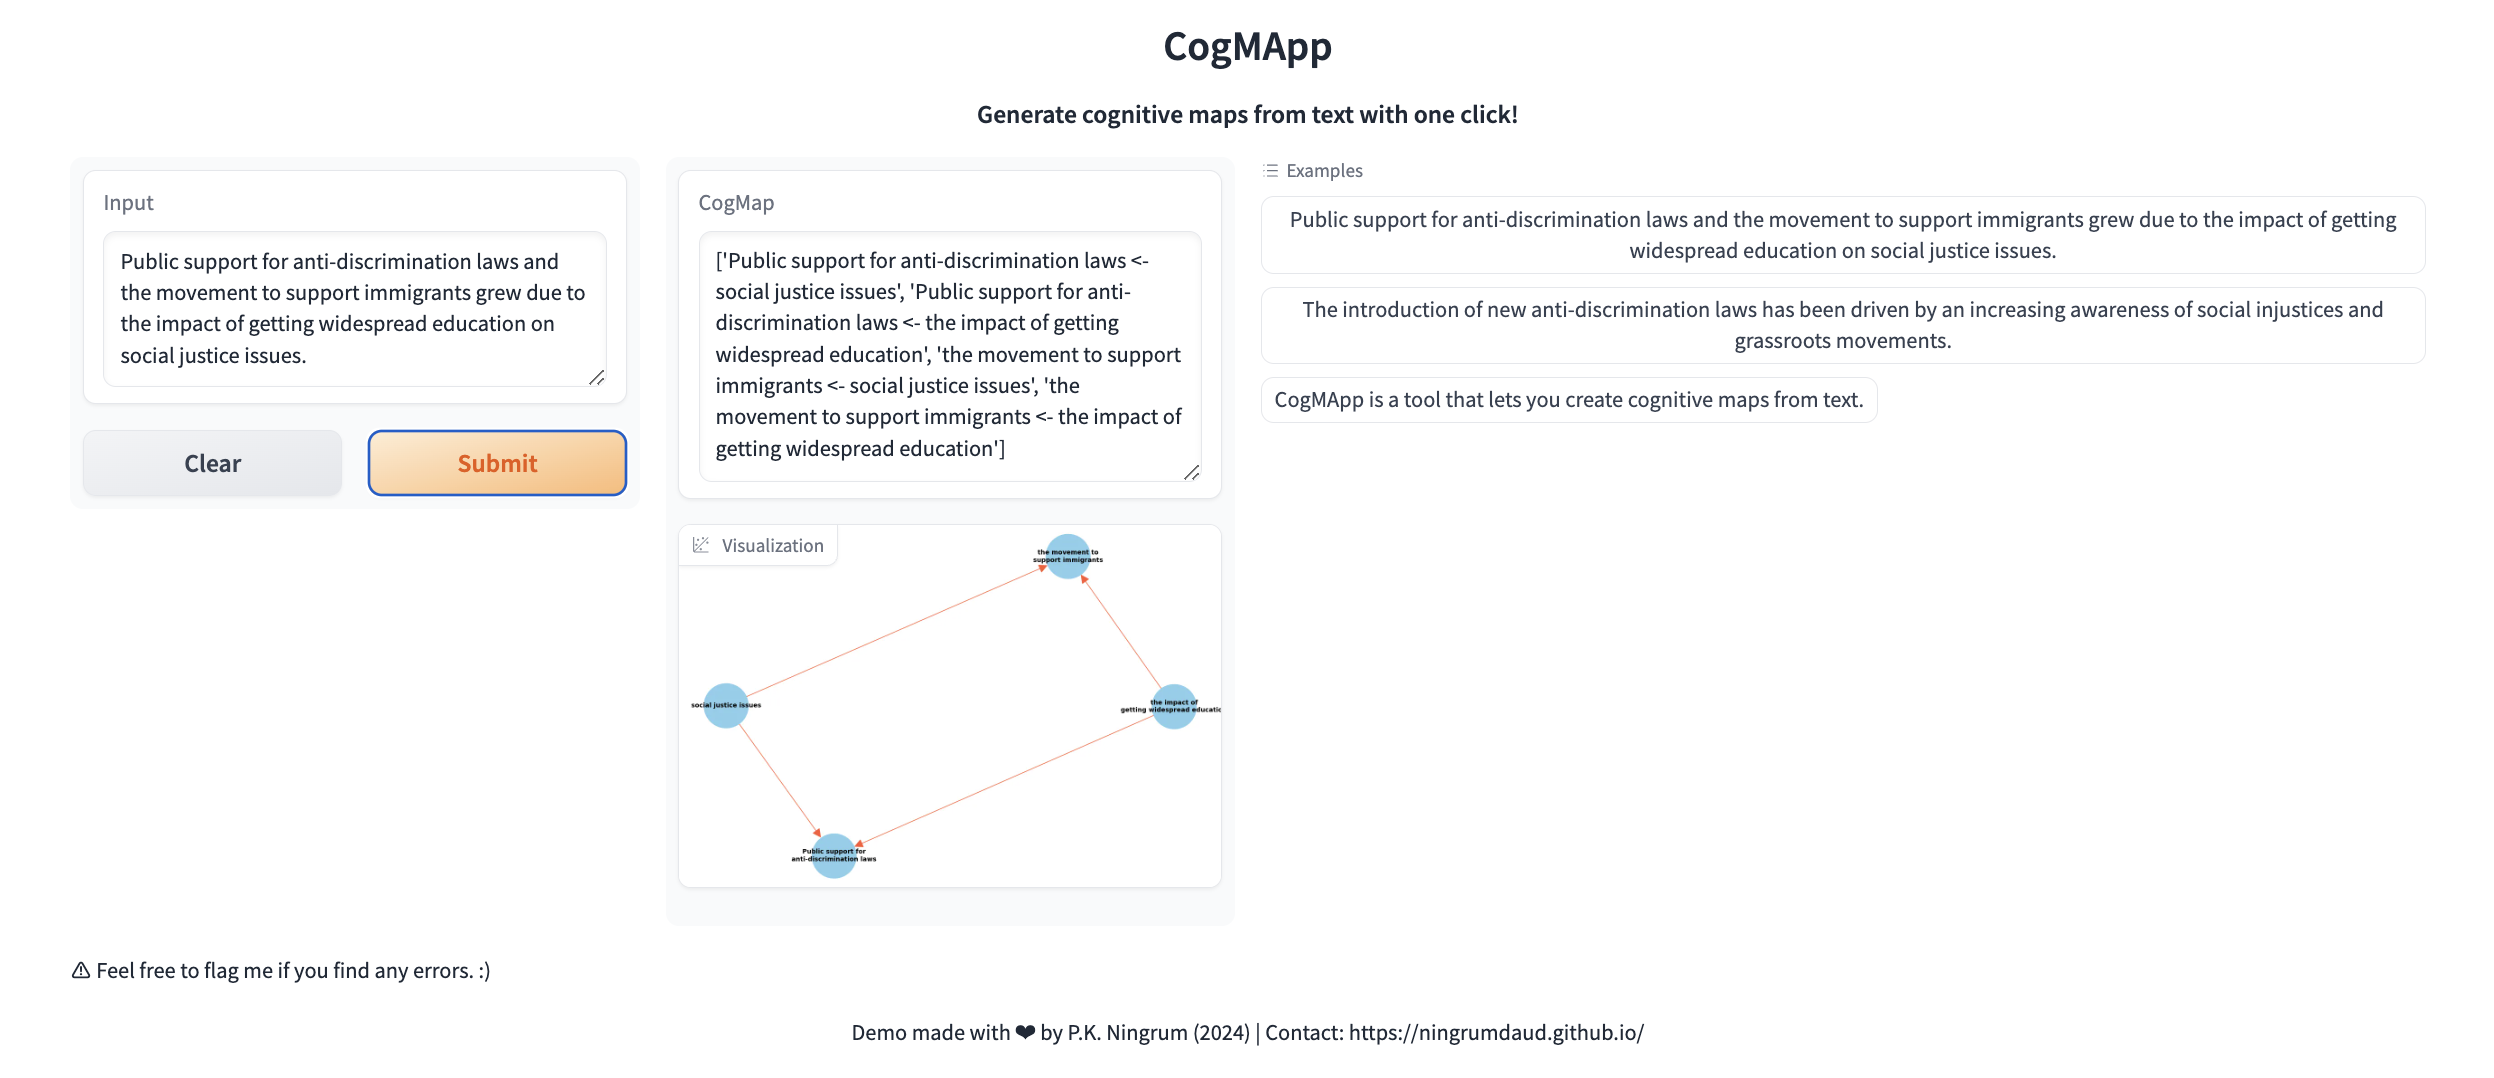 CogMApp
Generate cognitive maps from text with one click!
Input
Public support for anti-discrimination laws and
the movement to support immigrants grew due to
the impact of getting widespread education on
social justice issues.
Clear
Submit
CogMap
['Public support for anti-discrimination laws <-
social justice issues', 'Public support for anti-
discrimination laws <- the impact of getting
widespread education', 'the movement to support
immigrants <- social justice issues', 'the
movement to support immigrants <- the impact of
getting widespread education']
Visualization
the movement to
support immigrants
social justice issues
the impact of
getting widespread educatio
Public support for
anti-discrimination laws
Examples
Public support for anti-discrimination laws and the movement to support immigrants grew due to the impact of getting
widespread education on social justice issues.
The introduction of new anti-discrimination laws has been driven by an increasing awareness of social injustices and
grassroots movements.
CogMApp is a tool that lets you create cognitive maps from text.
⚠ Feel free to flag me if you find any errors. :)
Demo made with ❤ by P.K. Ningrum (2024) | Contact: https://ningrumdaud.github.io/